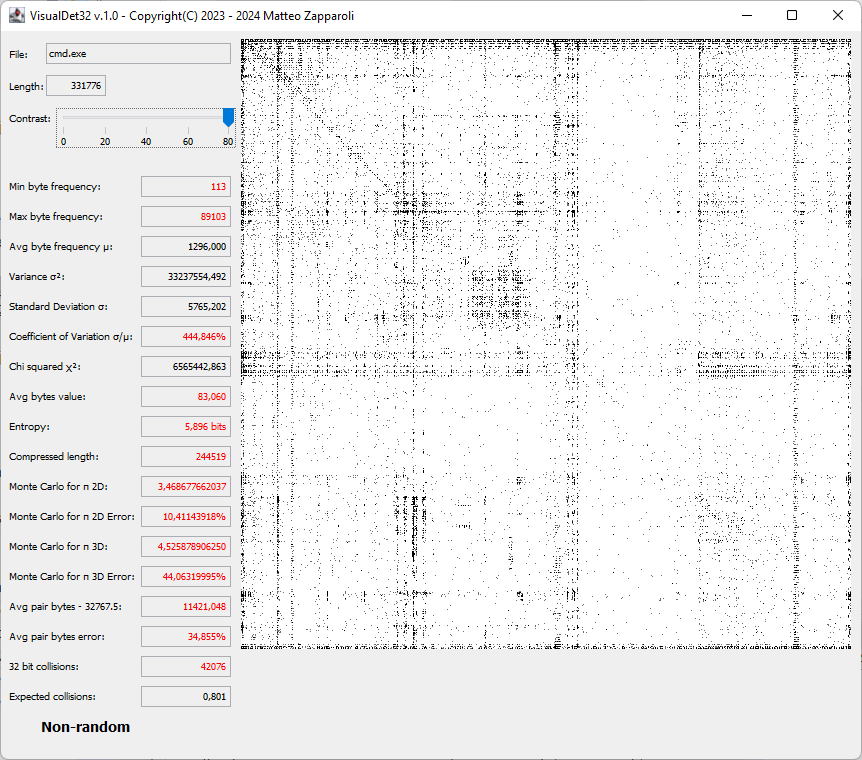 VisualDet32 v.1.0 - Copyright(C) 2023 - 2024 Matteo Zapparoli
File: cmd.exe
Length: 331776
Contrast:
0 20 40 60 80
Min byte frequency: 113
Max byte frequency: 89103
Avg byte frequency μ: 1296,000
Variance σ²: 33237554,492
Standard Deviation σ: 5765,202
Coefficient of Variation σ/μ: 444,846%
Chi squared χ²: 6565442,863
Avg bytes value: 83,060
Entropy: 5,896 bits
Compressed length: 244519
Monte Carlo for π 2D: 3,468677662037
Monte Carlo for π 2D Error: 10,41143918%
Monte Carlo for π 3D: 4,525878906250
Monte Carlo for π 3D Error: 44,06319995%
Avg pair bytes - 32767.5: 11421,048
Avg pair bytes error: 34,855%
32 bit collisions: 42076
Expected collisions: 0,801
Non-random